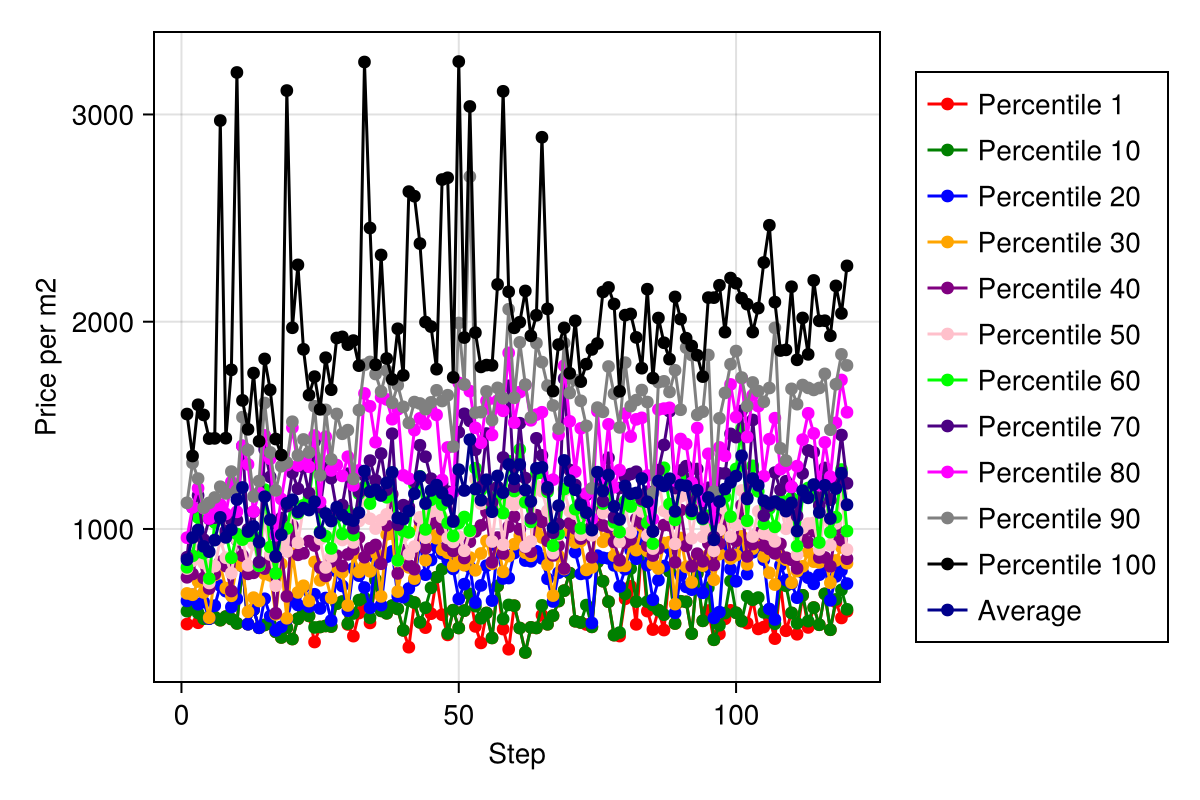 3000
2000
1000
Price per m2
0
50
100
Step
Percentile 1
Percentile 10
Percentile 20
Percentile 30
Percentile 40
Percentile 50
Percentile 60
Percentile 70
Percentile 80
Percentile 90
Percentile 100
Average